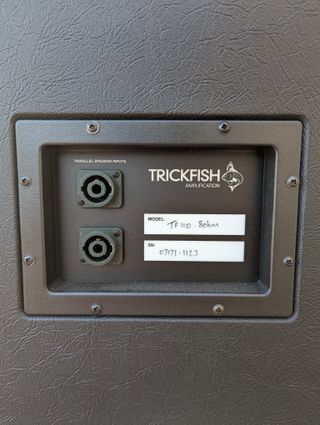 PARALLEL SPEAKER INPUTS
TRICKFISH
AMPLIFICATION
MODEL:
TF110 - 8ohm
SN:
07171-1123